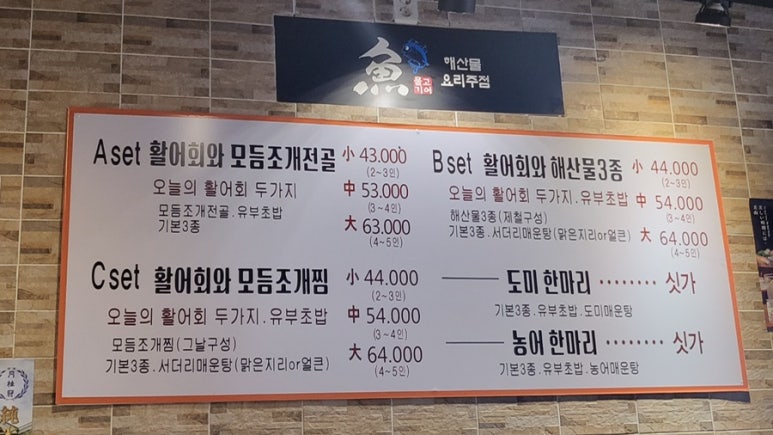 魚
물고기어
해산물
요리주점
Aset 활어회와 모듬조개전골 小 43.000
(2~3인)
오늘의 활어회 두가지 中 53.000
(3~4인)
모듬조개전골.유부초밥
기본3종 大 63.000
(4~5인)
Bset 활어회와 해산물3종 小 44.000
(2~3인)
오늘의 활어회 두가지.유부초밥 中 54.000
(3~4인)
해산물3종(제철구성)
기본3종.서더리매운탕(맑은지리or얼큰) 大 64.000
(4~5인)
Cset 활어회와 모듬조개찜 小 44.000
(2~3인)
오늘의 활어회 두가지.유부초밥 中 54.000
(3~4인)
모듬조개찜(그날구성)
기본3종.서더리매운탕(맑은지리or얼큰) 大 64.000
(4~5인)
도미 한마리 ········ 싯가
기본3종.유부초밥.도미매운탕
농어 한마리 ········ 싯가
기본3종.유부초밥.농어매운탕
月桂冠